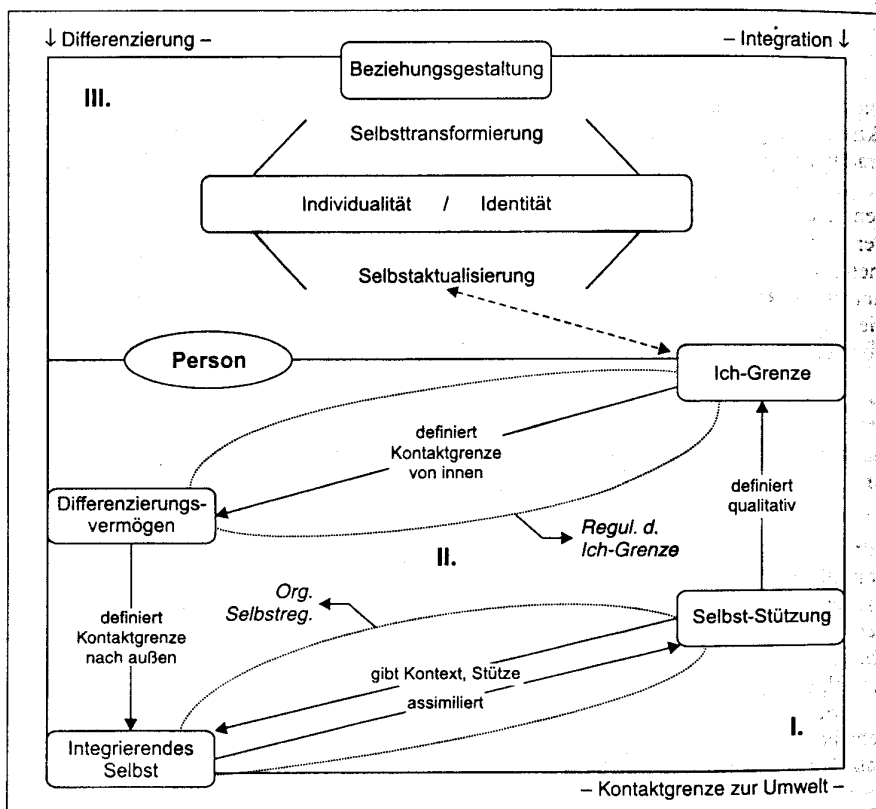 ↓ Differenzierung –
– Integration ↓
Beziehungsgestaltung
III.
Selbsttransformierung
Individualität / Identität
Selbstaktualisierung
Person
Ich-Grenze
definiert
Kontaktgrenze
von innen
definiert
qualitativ
Differenzierungs-
vermögen
Regul. d.
Ich-Grenze
II.
Org.
Selbstreg.
Selbst-Stützung
definiert
Kontaktgrenze
nach außen
gibt Kontext, Stütze
assimiliert
I.
Integrierendes
Selbst
– Kontaktgrenze zur Umwelt –